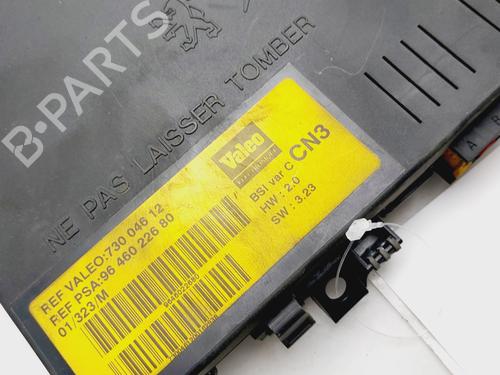 B-PARTS
NE PAS LAISSER TOMBER
Valeo
CN3
BSI var C
HW : 2.0
SW : 3.23
REF VALEO:730 046 12
REF PSA:96 460 226 80
01/323/M
A B